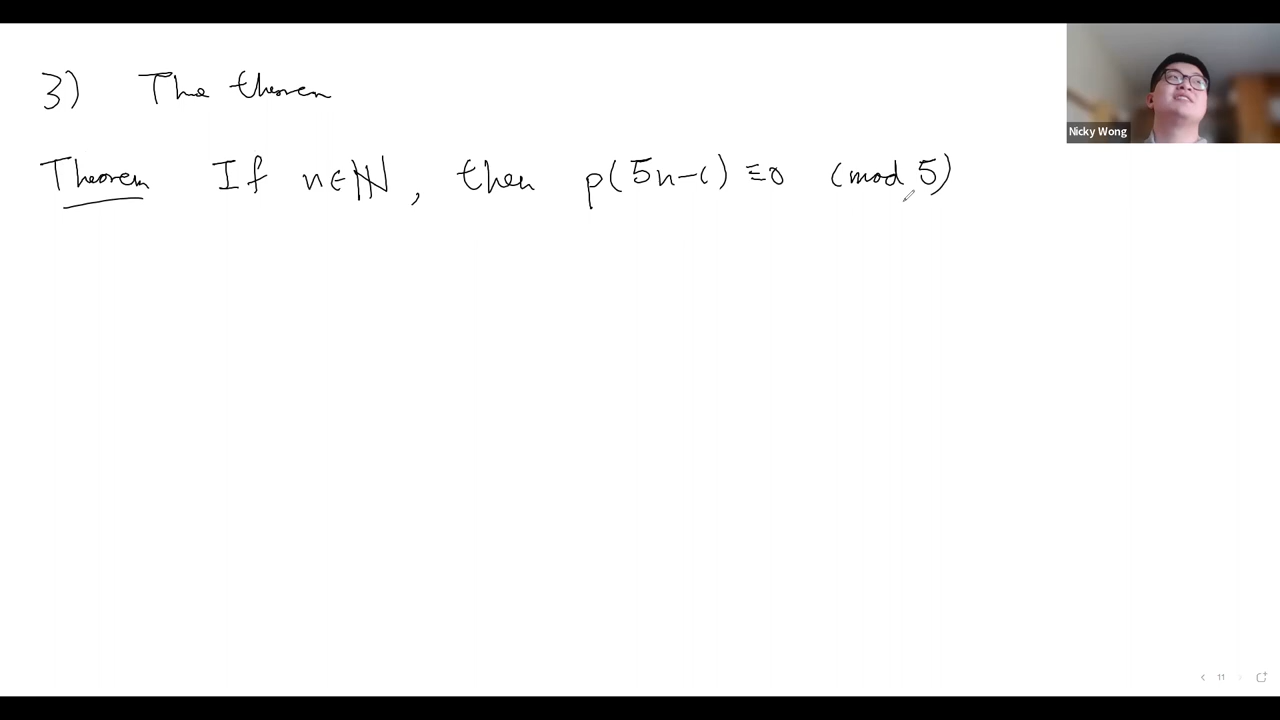 3) The theorem
Theorem If n∈ℕ, then p(5n-1) ≡0 (mod 5)
Nicky Wong
11